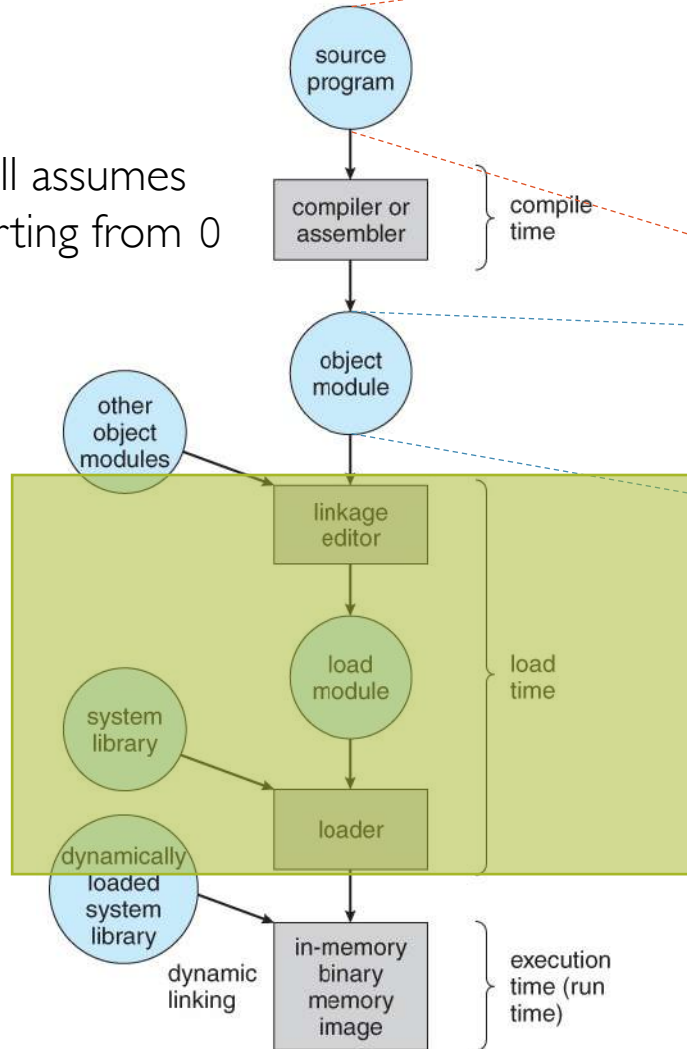 source
program
ll assumes
rting from 0
compiler or
assembler
compile
time
object
module
other
object
modules
linkage
editor
load
module
load
time
system
library
loader
dynamically
loaded
system
library
dynamic
linking
in-memory
binary
memory
image
execution
time (run
time)